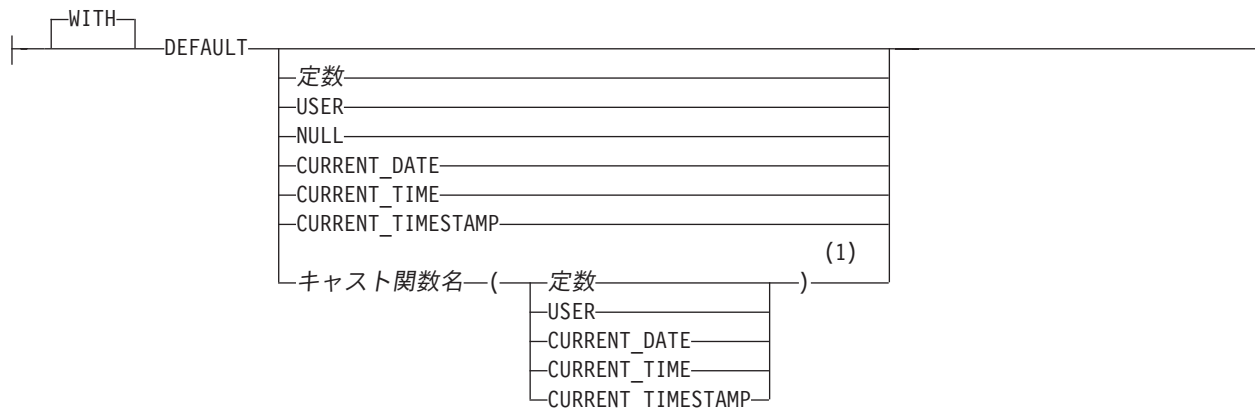 WITH
DEFAULT
定数
USER
NULL
CURRENT_DATE
CURRENT_TIME
CURRENT_TIMESTAMP
(1)
キャスト関数名 ( 定数 )
USER
CURRENT_DATE
CURRENT_TIME
CURRENT_TIMESTAMP